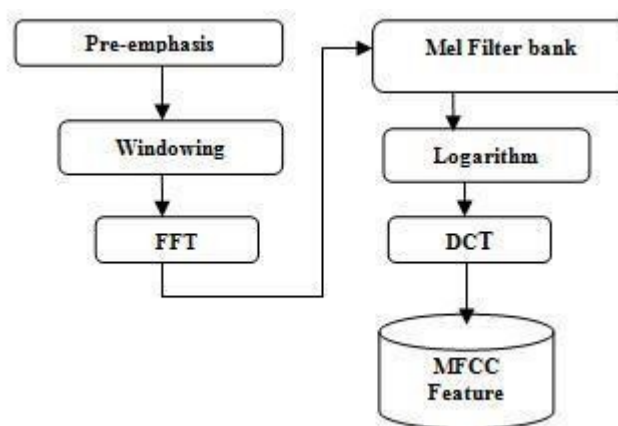 Pre-emphasis
Windowing
FFT
Mel Filter bank
Logarithm
DCT
MFCC
Feature